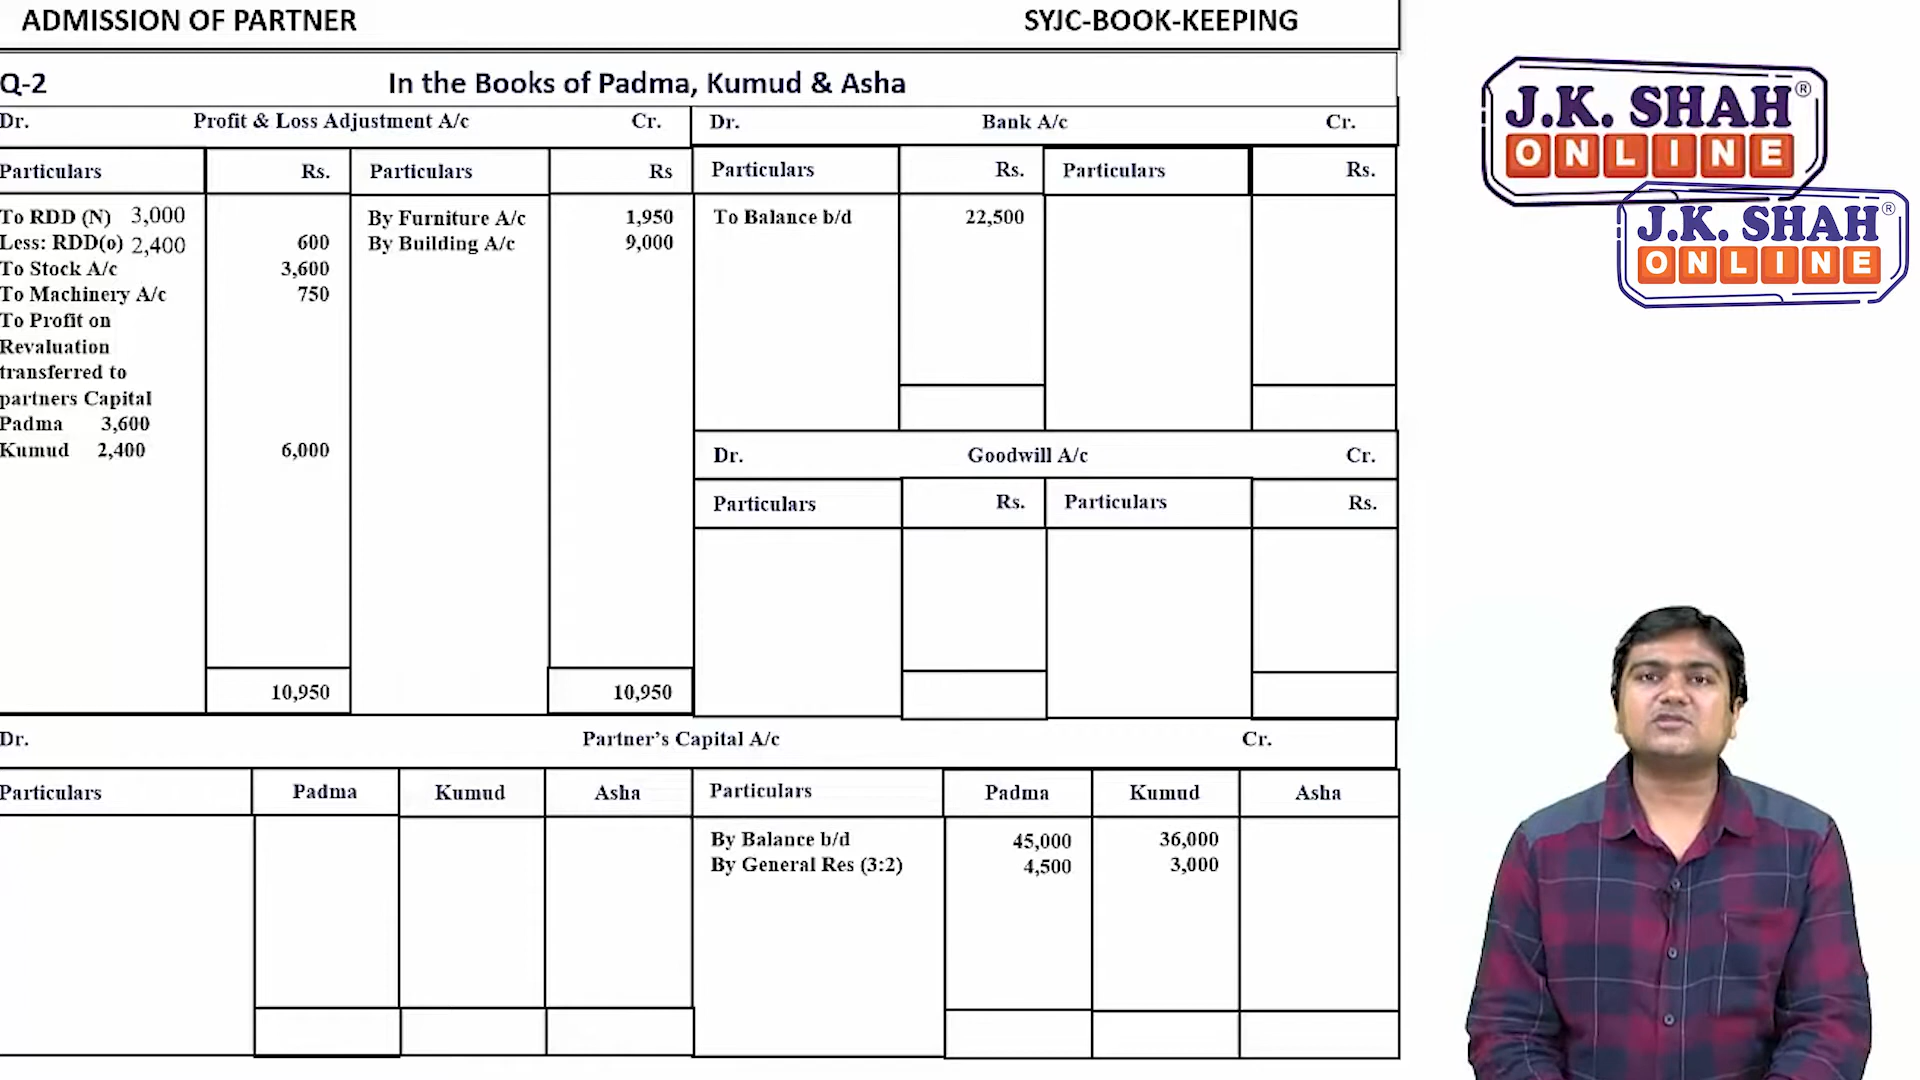 ADMISSION OF PARTNER SYJC-BOOK-KEEPING
Q-2 In the Books of Padma, Kumud & Asha
Dr. Profit & Loss Adjustment A/c Cr.
Particulars Rs. Particulars Rs
To RDD (N) 3,000 By Furniture A/c 1,950
Less: RDD(o) 2,400 600 By Building A/c 9,000
To Stock A/c 3,600
To Machinery A/c 750
To Profit on
Revaluation
transferred to
partners Capital
Padma 3,600
Kumud 2,400 6,000
10,950 10,950
Dr. Bank A/c Cr.
Particulars Rs. Particulars Rs.
To Balance b/d 22,500
Dr. Goodwill A/c Cr.
Particulars Rs. Particulars Rs.
Dr. Partner’s Capital A/c Cr.
Particulars Padma Kumud Asha Particulars Padma Kumud Asha
By Balance b/d 45,000 36,000
By General Res (3:2) 4,500 3,000
J.K. SHAH®
ONLINE
J.K. SHAH®
ONLINE